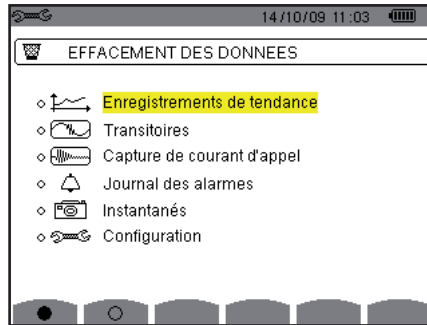 14/10/09 11:03
EFFACEMENT DES DONNEES
Enregistrements de tendance
Transitoires
Capture de courant d'appel
Journal des alarmes
Instantanés
Configuration